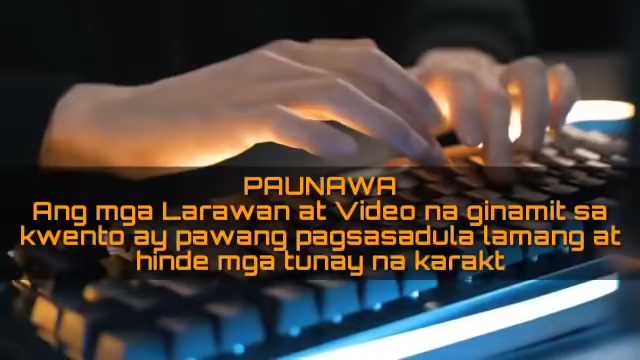 PAUNAWA
Ang mga Larawan at Video na ginamit sa
kwento ay pawang pagsasadula lamang at
hinde mga tunay na karakt